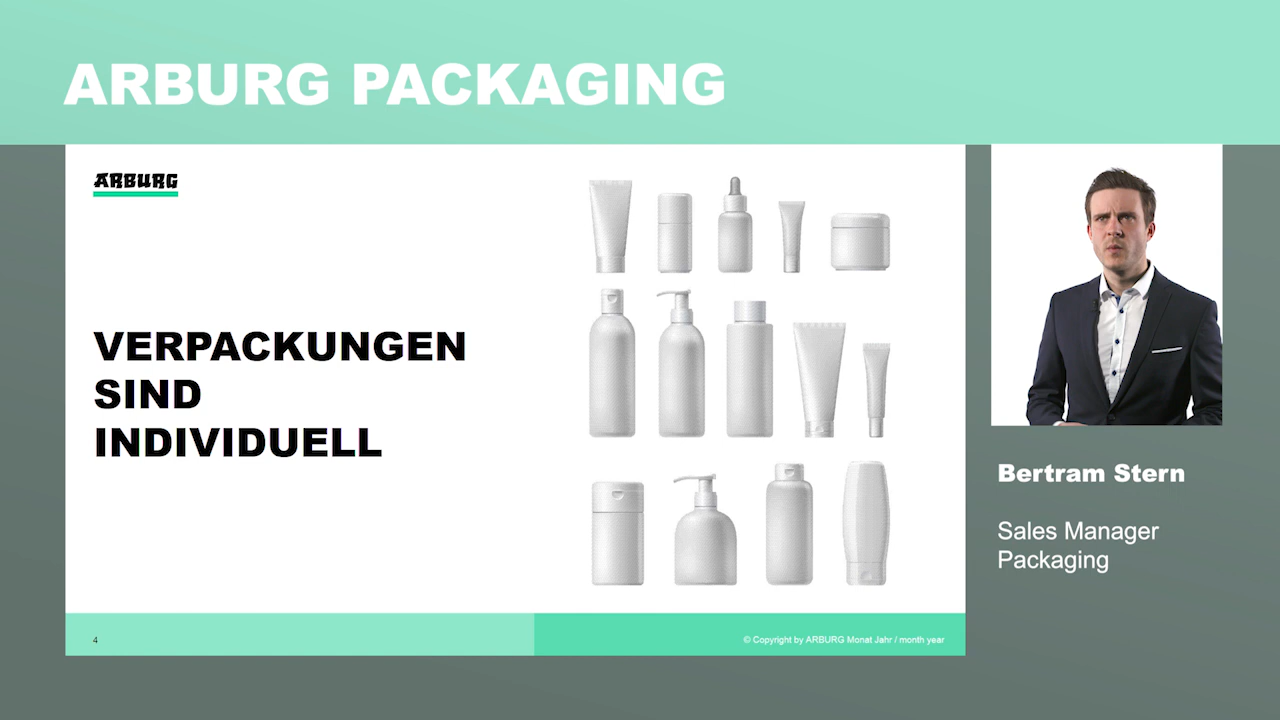 ARBURG PACKAGING
ARBURG
VERPACKUNGEN
SIND
INDIVIDUELL
4
© Copyright by ARBURG Monat Jahr / month year
Bertram Stern
Sales Manager
Packaging